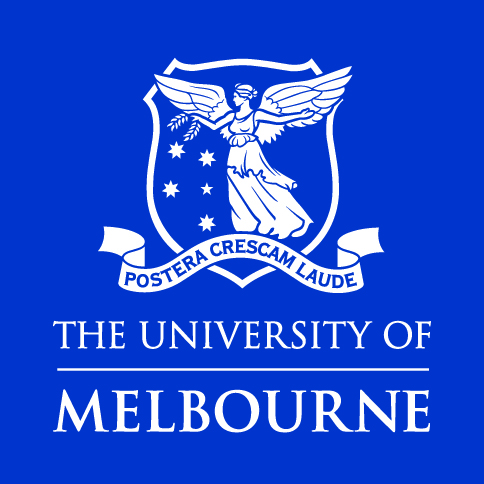 POSTERA CRESCAM LAUDE
THE UNIVERSITY OF
MELBOURNE